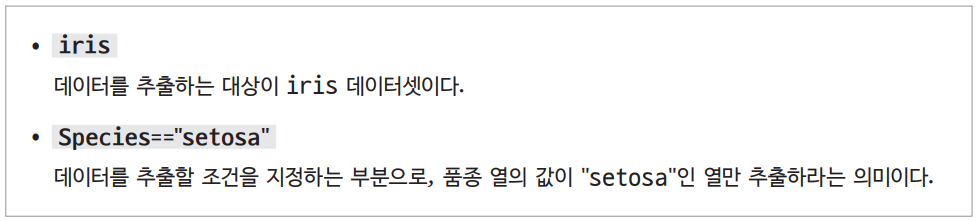 • iris
데이터를 추출하는 대상이 iris 데이터셋이다.
• Species=="setosa"
데이터를 추출할 조건을 지정하는 부분으로, 품종 열의 값이 "setosa"인 열만 추출하라는 의미이다.